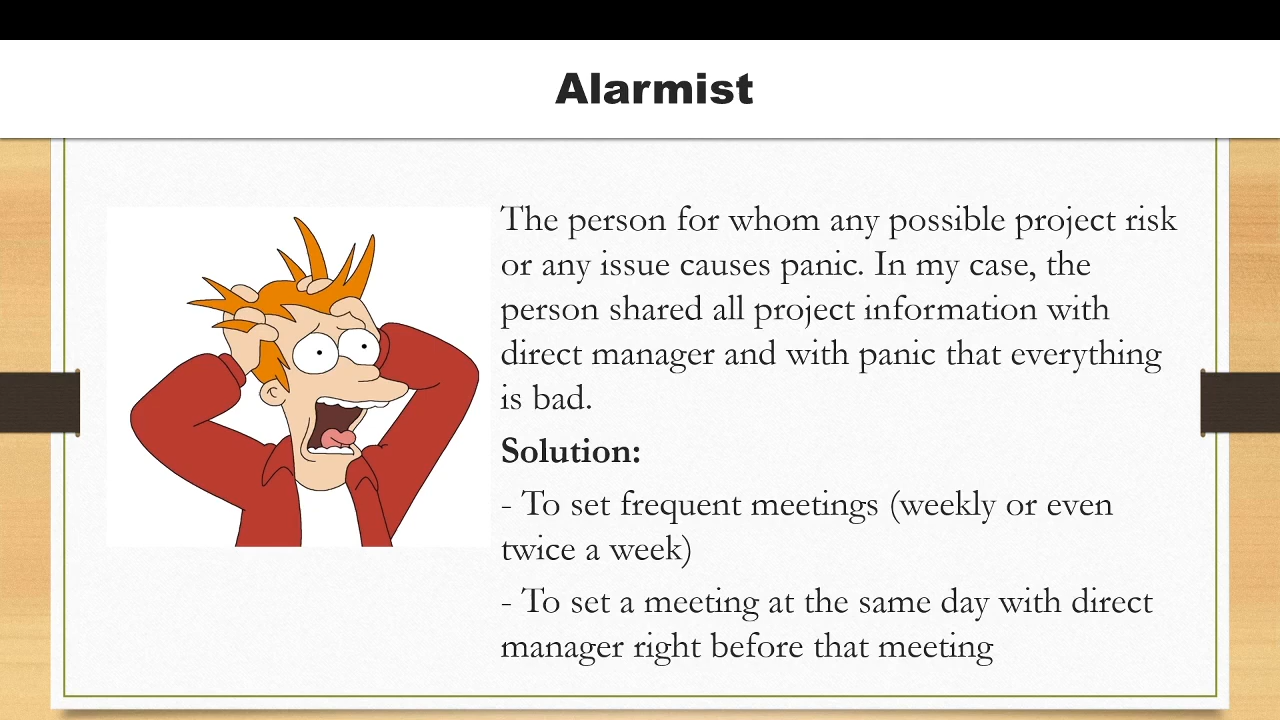 Alarmist
The person for whom any possible project risk
or any issue causes panic. In my case, the
person shared all project information with
direct manager and with panic that everything
is bad.
Solution:
- To set frequent meetings (weekly or even
twice a week)
- To set a meeting at the same day with direct
manager right before that meeting